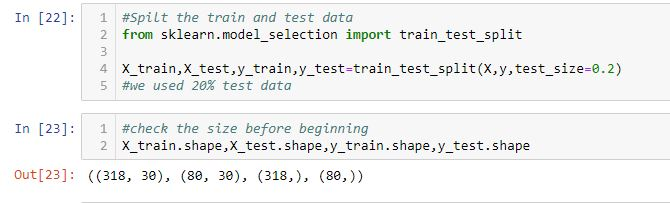 In [22]:
1 #Spilt the train and test data
2 from sklearn.model_selection import train_test_split
3
4 X_train,X_test,y_train,y_test=train_test_split(X,y,test_size=0.2)
5 #we used 20% test data
In [23]:
1 #check the size before beginning
2 X_train.shape,X_test.shape,y_train.shape,y_test.shape
Out[23]: ((318, 30), (80, 30), (318,), (80,))